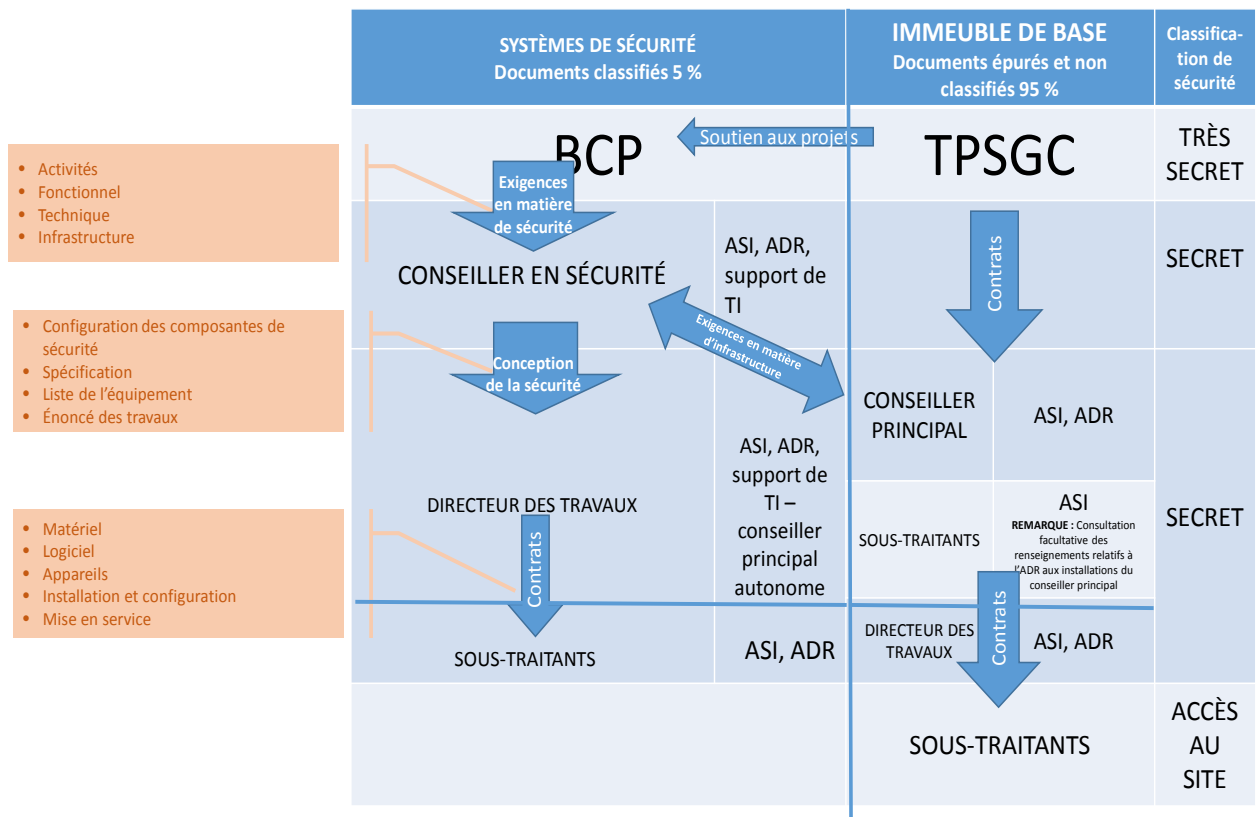 SYSTÈMES DE SÉCURITÉ
Documents classifiés 5 %
IMMEUBLE DE BASE
Documents épurés et non
classifiés 95 %
Classifica-
tion de
sécurité
BCP
Soutien aux projets
TPSGC
TRÈS
SECRET
• Activités
• Fonctionnel
• Technique
• Infrastructure
Exigences
en matière
de sécurité
CONSEILLER EN SÉCURITÉ
ASI, ADR,
support de
TI
Contrats
SECRET
• Configuration des composantes de
sécurité
• Spécification
• Liste de l’équipement
• Énoncé des travaux
Conception
de la sécurité
Exigences en matière
d’infrastructure
CONSEILLER
PRINCIPAL
ASI, ADR
DIRECTEUR DES TRAVAUX
ASI, ADR,
support de
TI –
conseiller
principal
autonome
SOUS-TRAITANTS
ASI
REMARQUE : Consultation
facultative des
renseignements relatifs à
l’ADR aux installations du
conseiller principal
SECRET
• Matériel
• Logiciel
• Appareils
• Installation et configuration
• Mise en service
Contrats
SOUS-TRAITANTS
ASI, ADR
DIRECTEUR DES
TRAVAUX
Contrats
ASI, ADR
SOUS-TRAITANTS
ACCÈS
AU
SITE